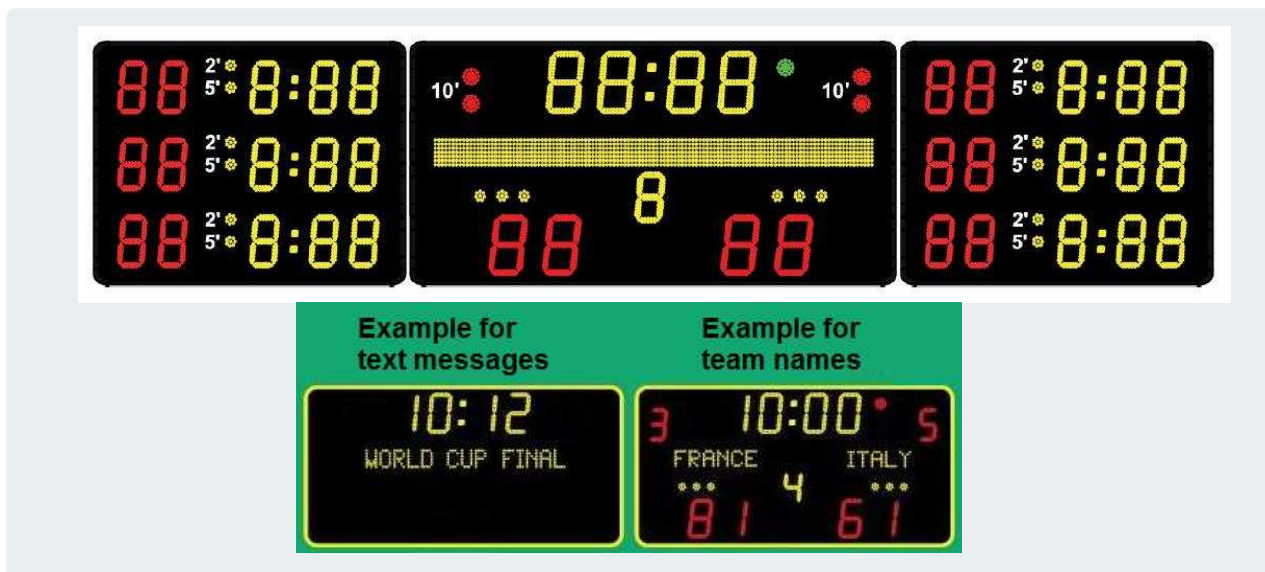 88 2' 8:88 10' 88:88 10' 88 2' 8:88
5' 5'
88 2' 8:88 88 2' 8:88
5' 5'
8
88 2' 8:88 88 88 88 2' 8:88
5' 5'
Example for
text messages
Example for
team names
10:12
WORLD CUP FINAL
3 10:00 5
FRANCE ITALY
4
81 61